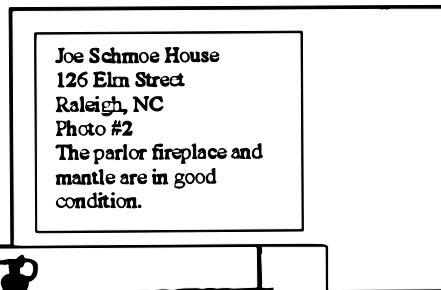 Joe Schmoe House
126 Elm Street
Raleigh, NC
Photo #2
The parlor fireplace and
mantle are in good
condition.